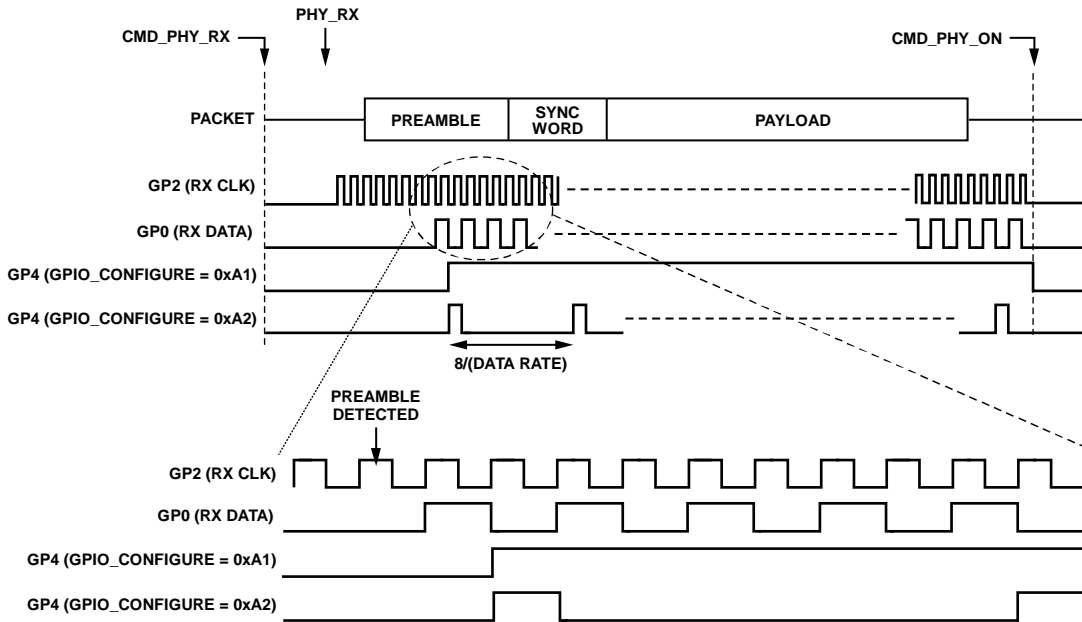 PHY_RX
CMD_PHY_RX
CMD_PHY_ON
PACKET
PREAMBLE
SYNC
WORD
PAYLOAD
GP2 (RX CLK)
GP0 (RX DATA)
GP4 (GPIO_CONFIGURE = 0xA1)
GP4 (GPIO_CONFIGURE = 0xA2)
8/(DATA RATE)
PREAMBLE
DETECTED
GP2 (RX CLK)
GP0 (RX DATA)
GP4 (GPIO_CONFIGURE = 0xA1)
GP4 (GPIO_CONFIGURE = 0xA2)